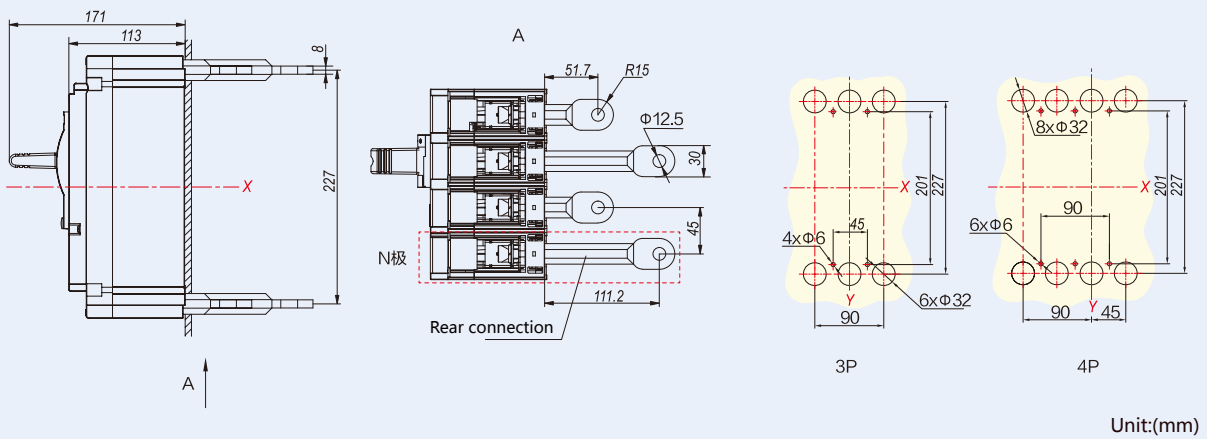 171
113
8
227
X
A
A
51.7
R15
Φ12.5
30
45
N极
111.2
Rear connection
X
201
227
45
4xΦ6
6xΦ32
Y
90
3P
8xΦ32
X
201
227
90
6xΦ6
Y
90
45
4P
Unit:(mm)